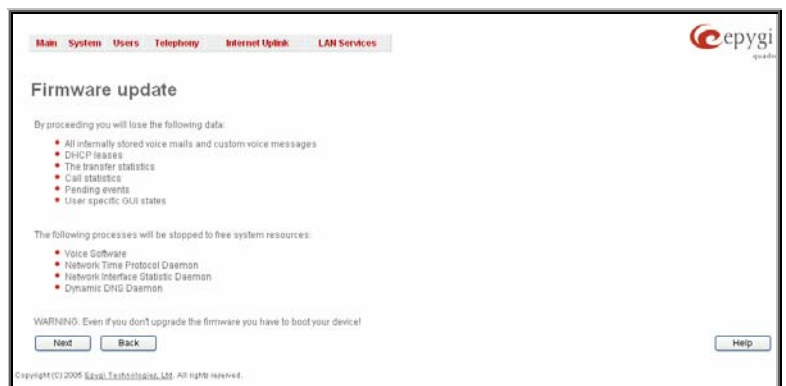 Main System Users Telephony Internet Uplink LAN Services
epygi
quadro
Firmware update
By proceeding you will lose the following data:
All internally stored voice mails and custom voice messages
DHCP leases
The transfer statistics
Call statistics
Pending events
User specific GUI states
The following processes will be stopped to free system resources:
Voice Software
Network Time Protocol Daemon
Network Interface Statistic Daemon
Dynamic DNS Daemon
WARNING: Even if you don't upgrade the firmware you have to boot your device!
Next Back Help
Copyright (C) 2005 Epygi Technologies, Ltd. All rights reserved.